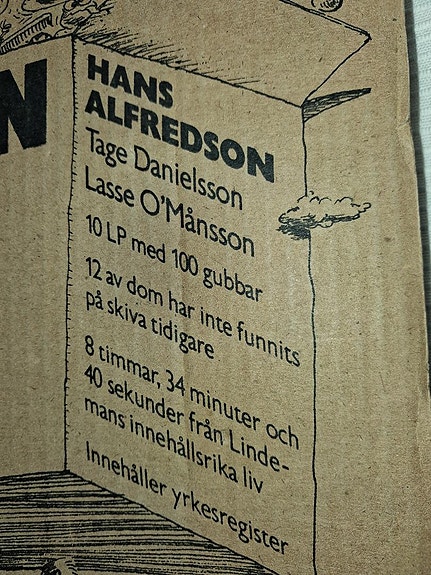 N
HANS
ALFREDSON
Tage Danielsson
Lasse O'Månsson
10 LP med 100 gubbar
12 av dom har inte funnits
på skiva tidigare
8 timmar, 34 minuter och
40 sekunder från Linde-
mans innehållsrika liv
Innehåller yrkesregister